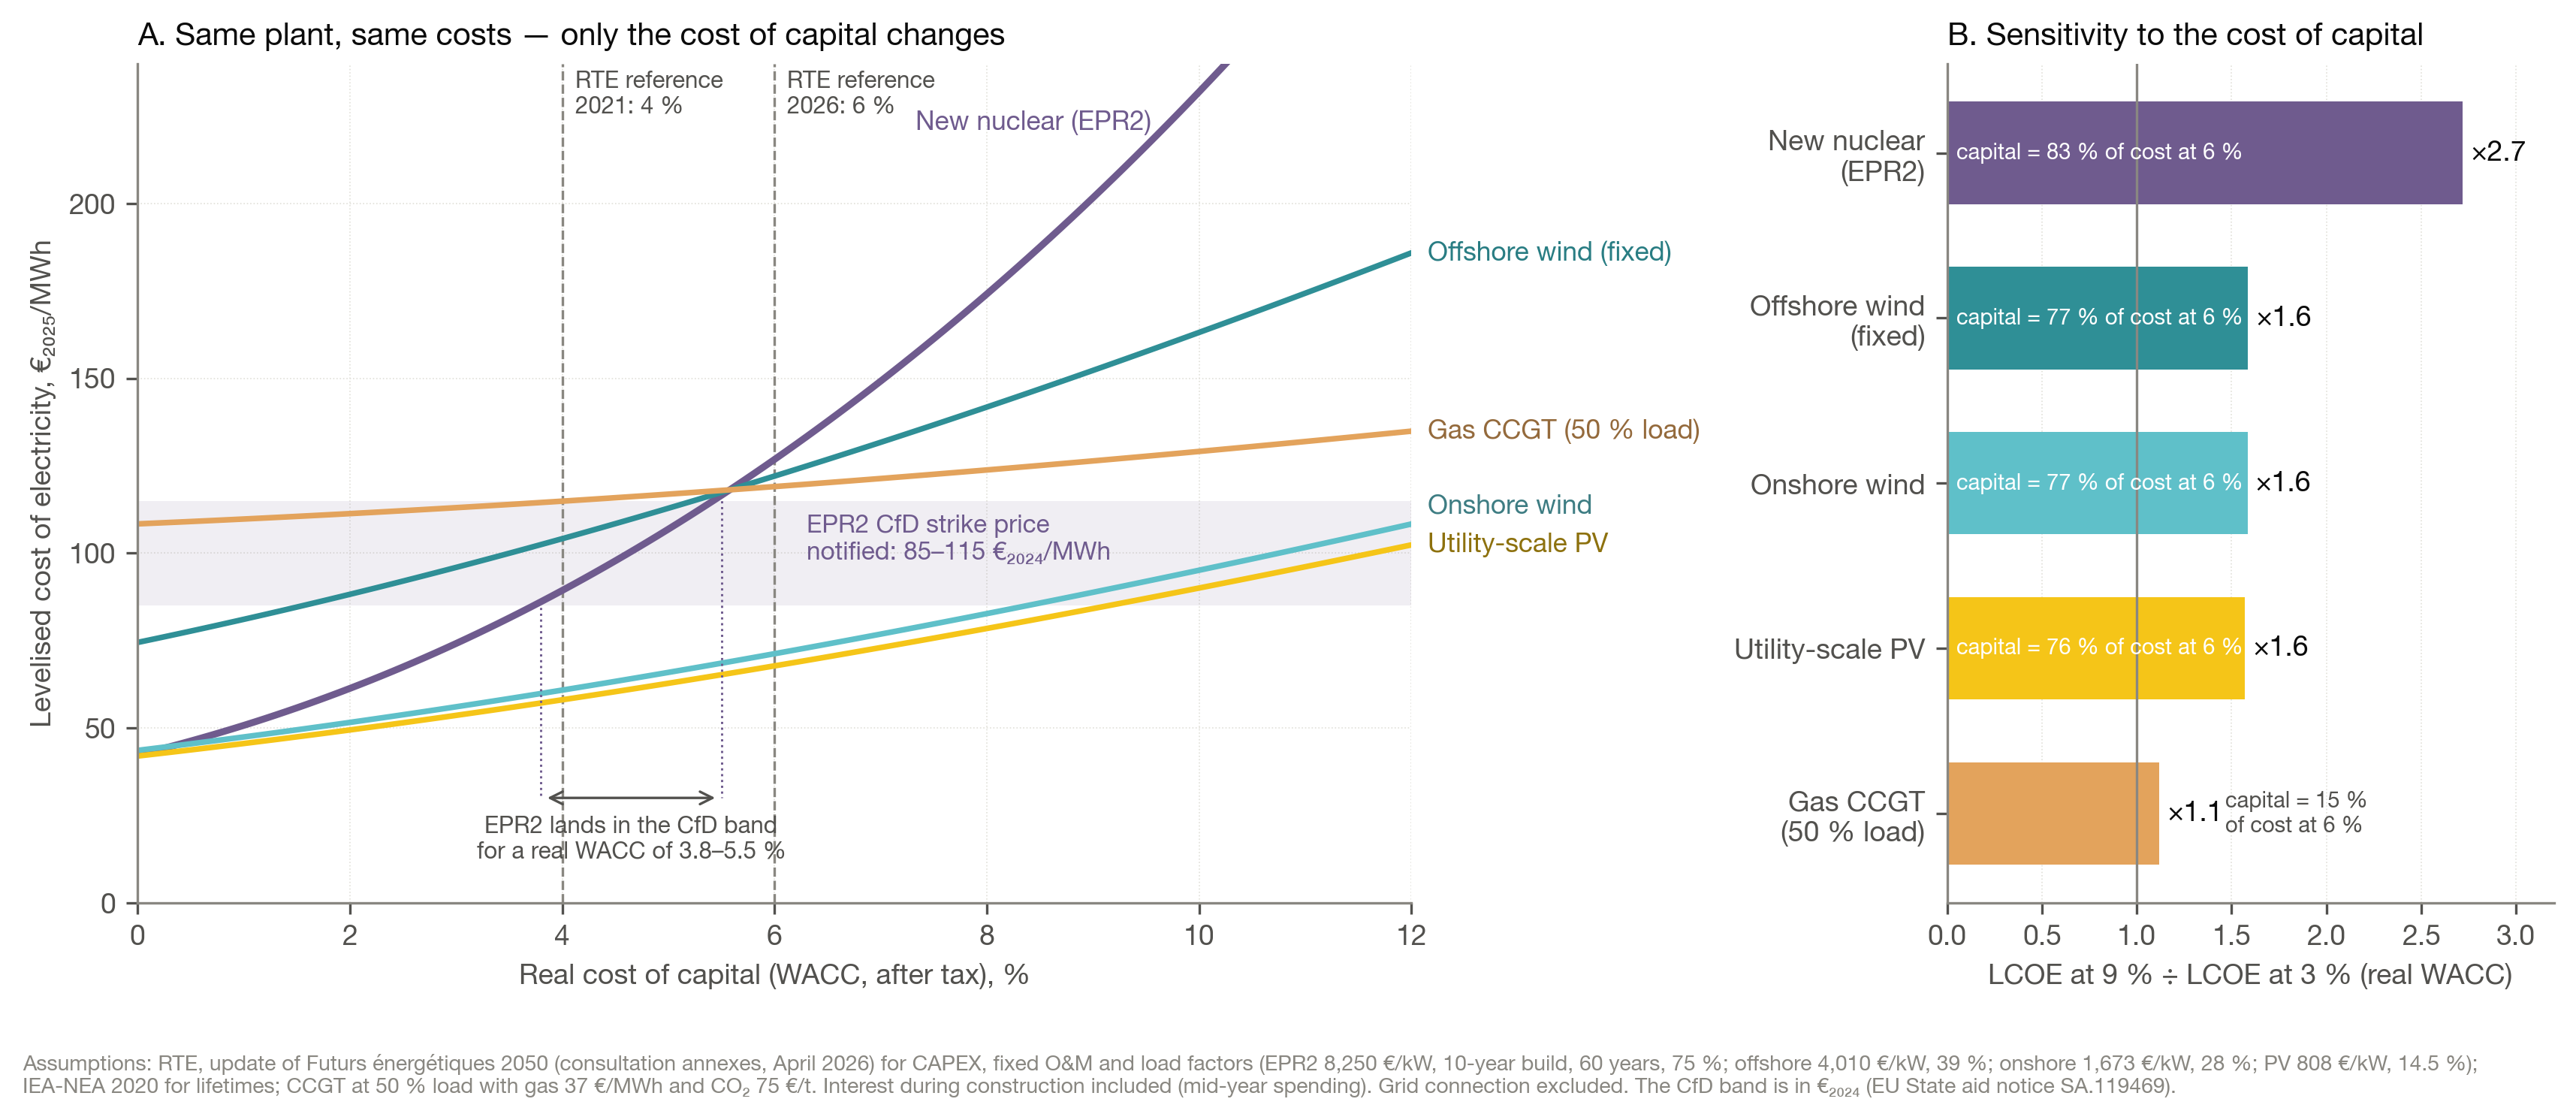 A. Same plant, same costs — only the cost of capital changes
Levelised cost of electricity, €₂₀₂₅/MWh
200
150
100
50
0
0
2
4
6
8
10
12
Real cost of capital (WACC, after tax), %
RTE reference
2021: 4 %
RTE reference
2026: 6 %
New nuclear (EPR2)
Offshore wind (fixed)
Gas CCGT (50 % load)
Onshore wind
Utility-scale PV
EPR2 CfD strike price
notified: 85–115 €₂₀₂₄/MWh
EPR2 lands in the CfD band
for a real WACC of 3.8–5.5 %
B. Sensitivity to the cost of capital
New nuclear
(EPR2)
capital = 83 % of cost at 6 %
×2.7
Offshore wind
(fixed)
capital = 77 % of cost at 6 %
×1.6
Onshore wind
capital = 77 % of cost at 6 %
×1.6
Utility-scale PV
capital = 76 % of cost at 6 %
×1.6
Gas CCGT
(50 % load)
×1.1
capital = 15 %
of cost at 6 %
0.0
0.5
1.0
1.5
2.0
2.5
3.0
LCOE at 9 % ÷ LCOE at 3 % (real WACC)
Assumptions: RTE, update of Futurs énergétiques 2050 (consultation annexes, April 2026) for CAPEX, fixed O&M and load factors (EPR2 8,250 €/kW, 10-year build, 60 years, 75 %; offshore 4,010 €/kW, 39 %; onshore 1,673 €/kW, 28 %; PV 808 €/kW, 14.5 %);
IEA-NEA 2020 for lifetimes; CCGT at 50 % load with gas 37 €/MWh and CO₂ 75 €/t. Interest during construction included (mid-year spending). Grid connection excluded. The CfD band is in €₂₀₂₄ (EU State aid notice SA.119469).